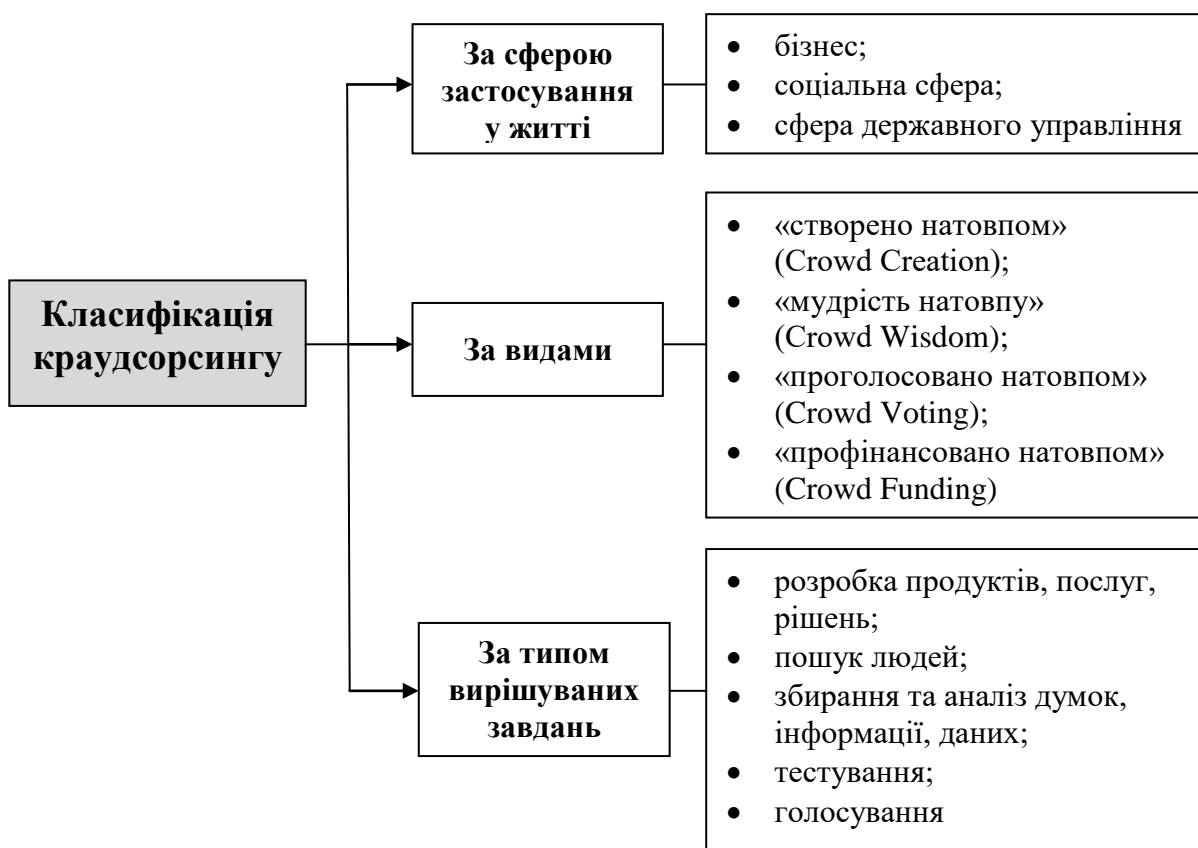 За сферою
застосування
у житті
• бізнес;
• соціальна сфера;
• сфера державного управління
Класифікація
краудсорсингу
За видами
• «створено натовпом»
(Crowd Creation);
• «мудрість натовпу»
(Crowd Wisdom);
• «проголосовано натовпом»
(Crowd Voting);
• «профінансовано натовпом»
(Crowd Funding)
За типом
вирішуваних
завдань
• розробка продуктів, послуг,
рішень;
• пошук людей;
• збирання та аналіз думок,
інформації, даних;
• тестування;
• голосування